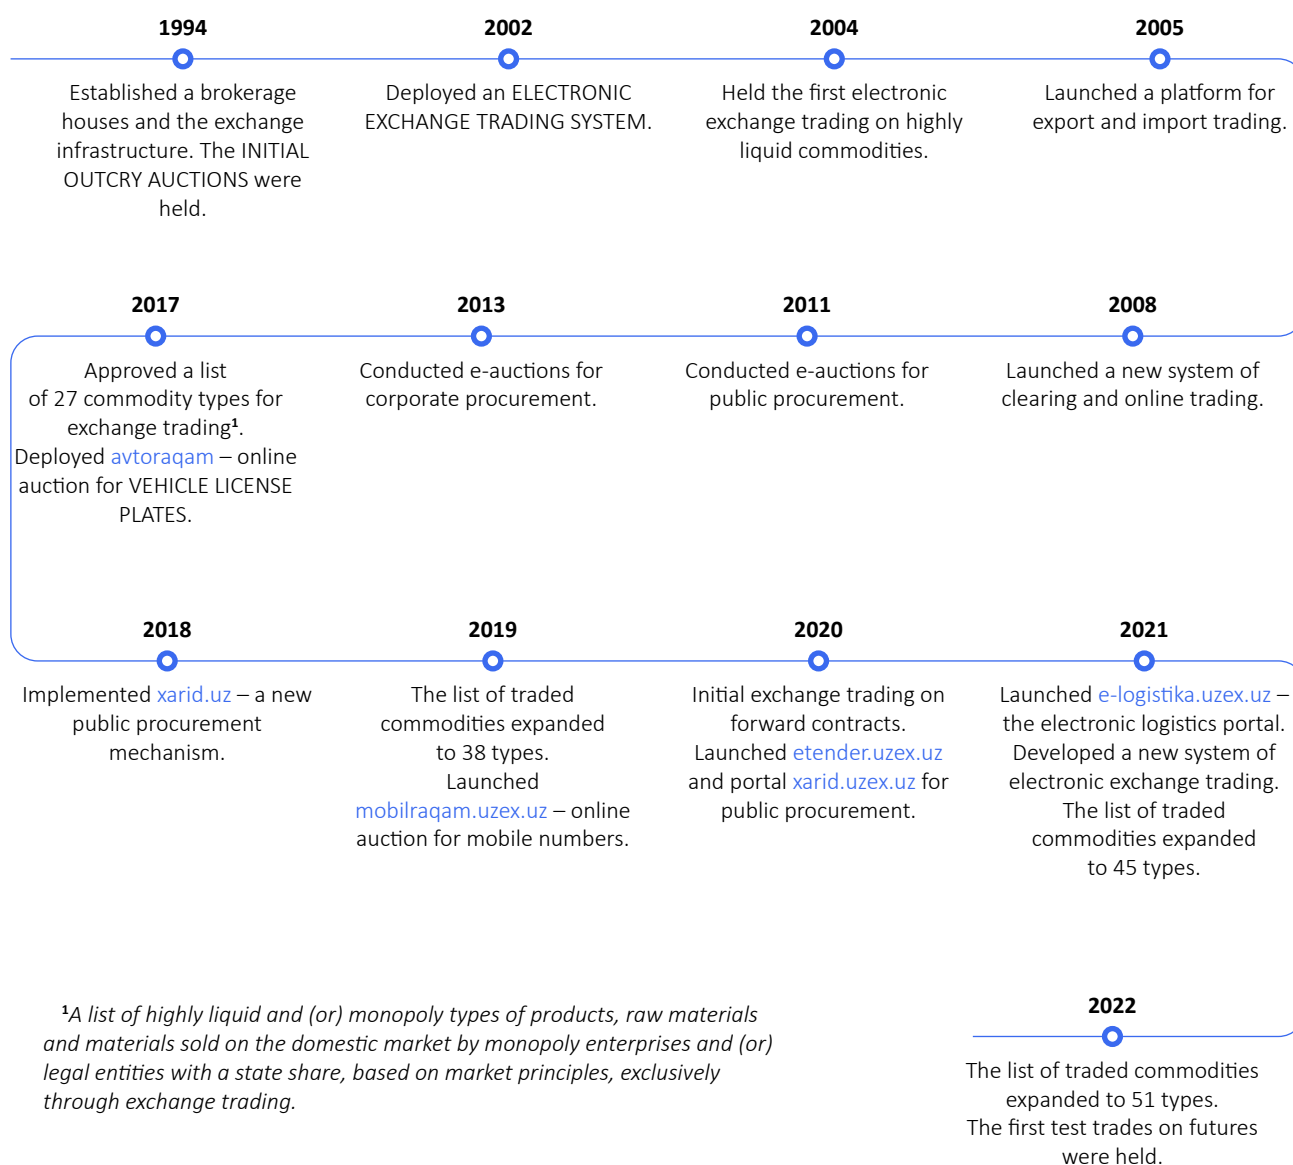 1994
Established a brokerage
houses and the exchange
infrastructure. The INITIAL
OUTCRY AUCTIONS were
held.
2002
Deployed an ELECTRONIC
EXCHANGE TRADING SYSTEM.
2004
Held the first electronic
exchange trading on highly
liquid commodities.
2005
Launched a platform for
export and import trading.
2017
Approved a list
of 27 commodity types for
exchange trading¹.
Deployed avtoraqam – online
auction for VEHICLE LICENSE
PLATES.
2013
Conducted e-auctions for
corporate procurement.
2011
Conducted e-auctions for
public procurement.
2008
Launched a new system of
clearing and online trading.
2018
Implemented xarid.uz – a new
public procurement
mechanism.
2019
The list of traded
commodities expanded
to 38 types.
Launched
mobilraqam.uzex.uz – online
auction for mobile numbers.
2020
Initial exchange trading on
forward contracts.
Launched etender.uzex.uz
and portal xarid.uzex.uz for
public procurement.
2021
Launched e-logistika.uzex.uz –
the electronic logistics portal.
Developed a new system of
electronic exchange trading.
The list of traded
commodities expanded
to 45 types.
¹A list of highly liquid and (or) monopoly types of products, raw materials
and materials sold on the domestic market by monopoly enterprises and (or)
legal entities with a state share, based on market principles, exclusively
through exchange trading.
2022
The list of traded commodities
expanded to 51 types.
The first test trades on futures
were held.